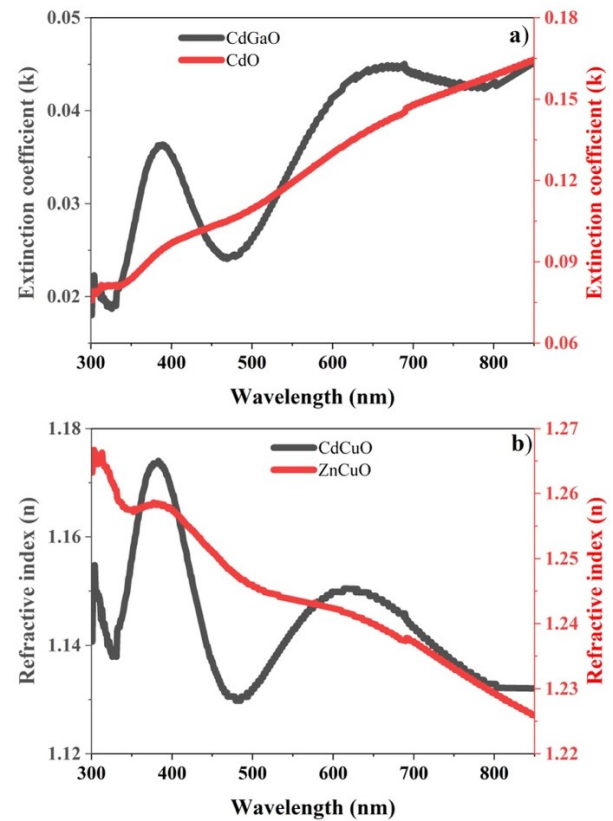 a)
CdGaO
CdO
Extinction coefficient (k)
0.05
0.04
0.03
0.02
Extinction coefficient (k)
0.18
0.15
0.12
0.09
0.06
300 400 500 600 700 800
Wavelength (nm)
b)
CdCuO
ZnCuO
Refractive index (n)
1.18
1.16
1.14
1.12
Refractive index (n)
1.27
1.26
1.25
1.24
1.23
1.22
300 400 500 600 700 800
Wavelength (nm)